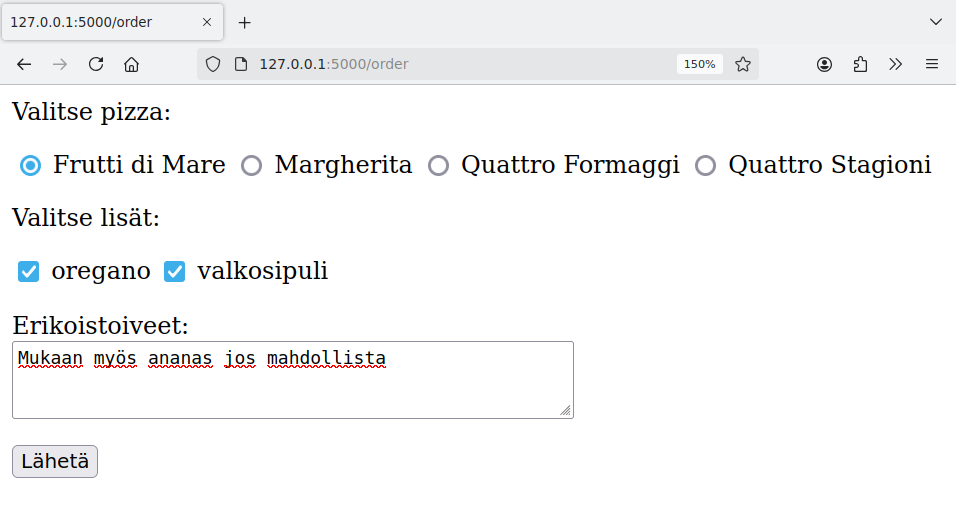 127.0.0.1:5000/order
127.0.0.1:5000/order 150%
Valitse pizza:
Frutti di Mare Margherita Quattro Formaggi Quattro Stagioni
Valitse lisät:
oregano valkosipuli
Erikoistoiveet:
Mukaan myös ananas jos mahdollista
Lähetä